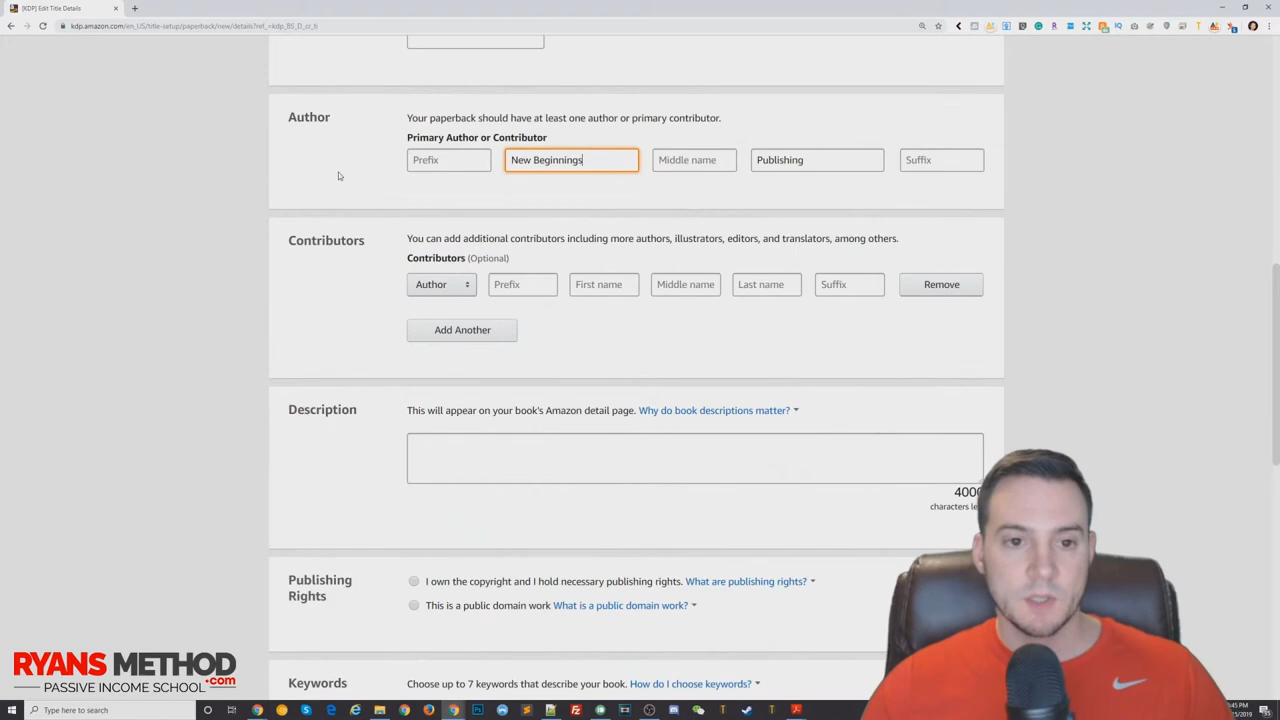 [KDP] Edit Title Details
kdp.amazon.com/en_US/title-setup/paperback/new/details?ref_=kdp_BS_D_cr_ti
Author
Your paperback should have at least one author or primary contributor.
Primary Author or Contributor
Prefix New Beginnings Middle name Publishing Suffix
Contributors
You can add additional contributors including more authors, illustrators, editors, and translators, among others.
Contributors (Optional)
Author Prefix First name Middle name Last name Suffix Remove
Add Another
Description
This will appear on your book's Amazon detail page. Why do book descriptions matter?
4000
characters le
Publishing Rights
I own the copyright and I hold necessary publishing rights. What are publishing rights?
This is a public domain work What is a public domain work?
Keywords
Choose up to 7 keywords that describe your book. How do I choose keywords?
RYANS METHOD
.com
PASSIVE INCOME SCHOOL
Type here to search
:45 PM
/2019